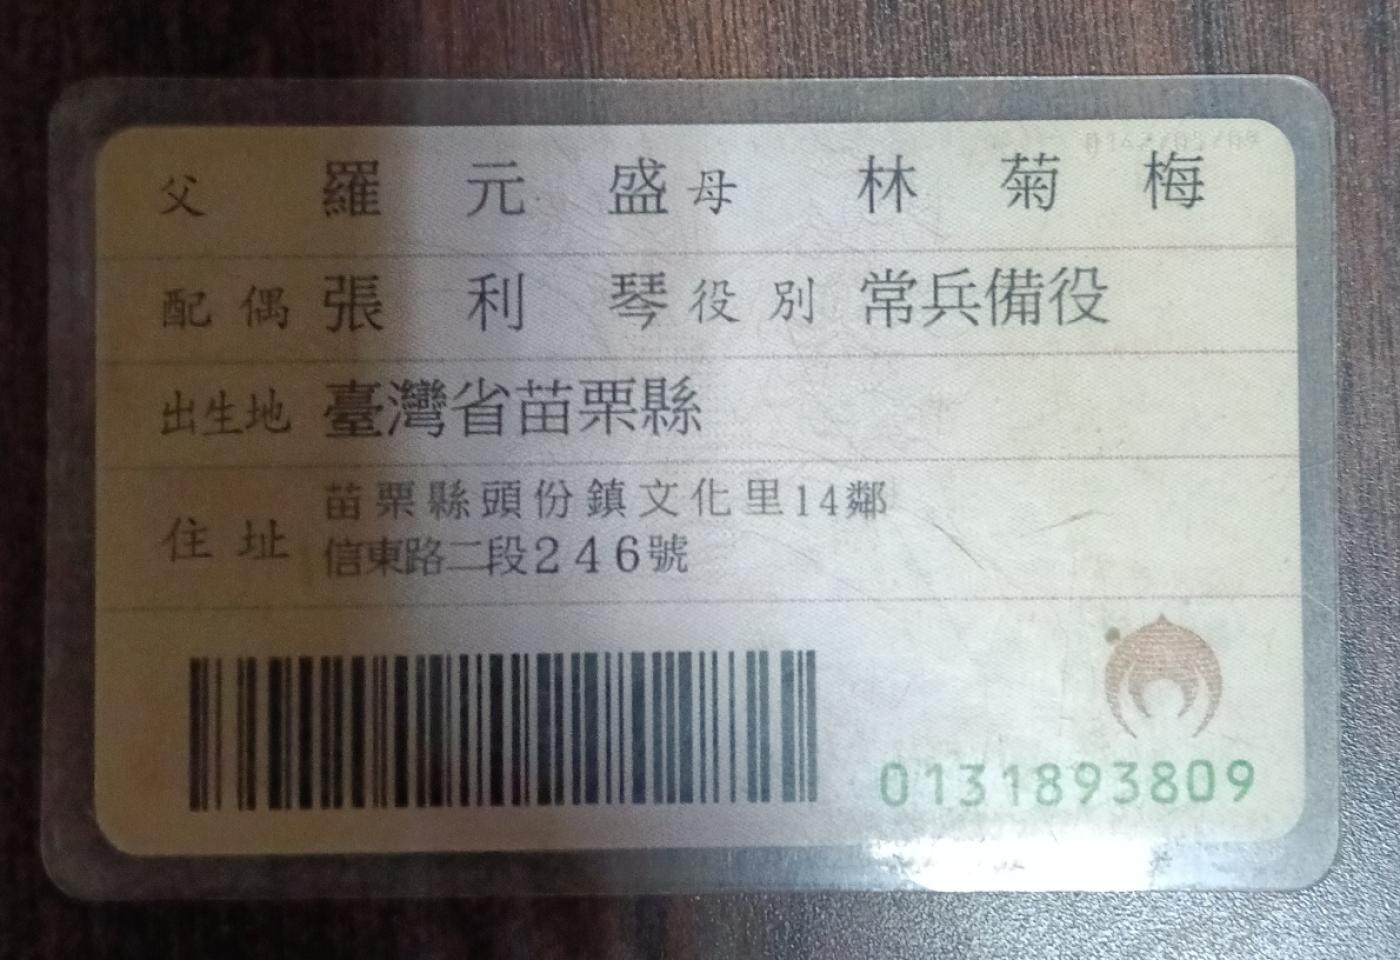 父 羅元盛 母 林菊梅
配偶 張利琴 役別 常兵備役
出生地 臺灣省苗栗縣
住址 苗栗縣頭份鎮文化里14鄰
信東路二段246號
0131893809